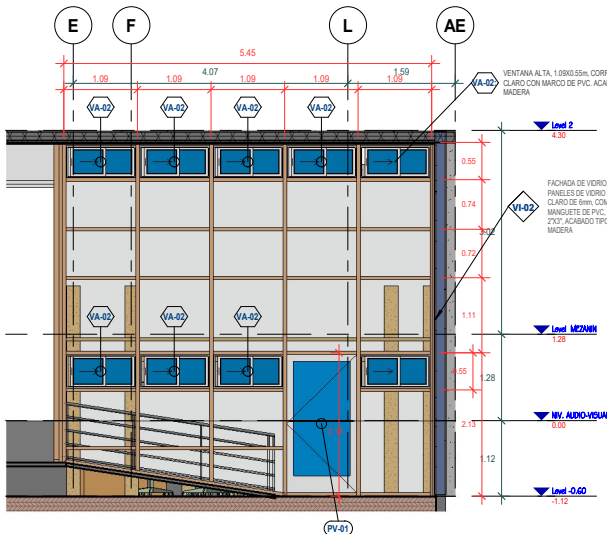 E F L AE
5.45
4.07 1.59
1.09 1.09 1.09 1.09 1.09
VA-02 VA-02 VA-02 VA-02
VA-02
VENTANA ALTA, 1.09X0.55m, CORR
CLARO CON MARCO DE PVC. ACA
MADERA
Level 2
4.30
0.55
0.74
3.02
0.72
1.11
VI-02
FACHADA DE VIDRIO
PANELES DE VIDRIO
CLARO DE 6mm, COM
MANGUETE DE PVC,
2"X3", ACABADO TIPO
MADERA
VA-02 VA-02 VA-02
Level MEZANIN
1.28
0.55
1.28
2.13
NIV. AUDIO-VISUA
0.00
1.12
Level -0.60
-1.12
PV-01